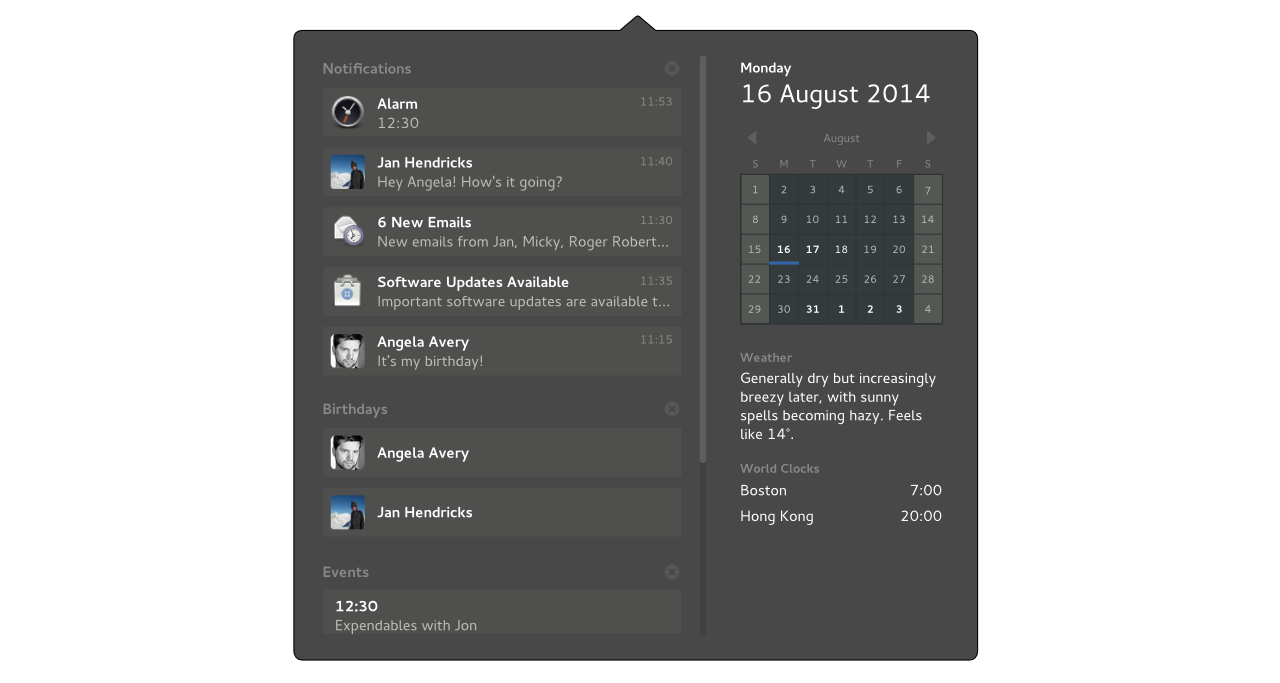 Notifications
Alarm 11:53
12:30
Jan Hendricks 11:40
Hey Angela! How's it going?
6 New Emails 11:30
New emails from Jan, Micky, Roger Robert...
Software Updates Available 11:35
Important software updates are available t...
Angela Avery 11:15
It's my birthday!
Birthdays
Angela Avery
Jan Hendricks
Events
12:30
Expendables with Jon
Monday
16 August 2014
August
S M T W T F S
1 2 3 4 5 6 7
8 9 10 11 12 13 14
15 16 17 18 19 20 21
22 23 24 25 26 27 28
29 30 31 1 2 3 4
Weather
Generally dry but increasingly
breezy later, with sunny
spells becoming hazy. Feels
like 14°.
World Clocks
Boston 7:00
Hong Kong 20:00